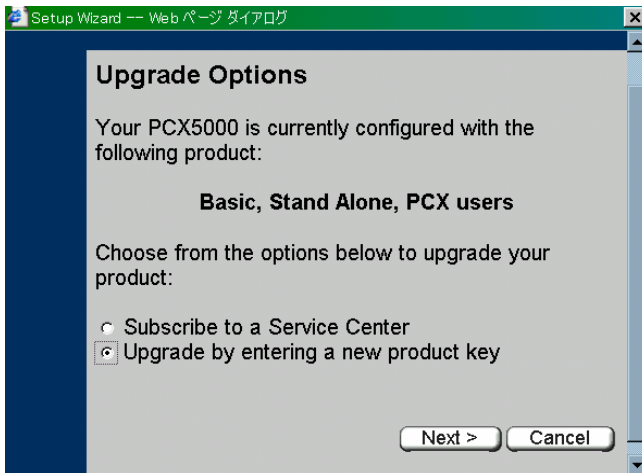 Setup Wizard -- Web ページ ダイアログ
Upgrade Options
Your PCX5000 is currently configured with the
following product:
Basic, Stand Alone, PCX users
Choose from the options below to upgrade your
product:
Subscribe to a Service Center
Upgrade by entering a new product key
Next > Cancel